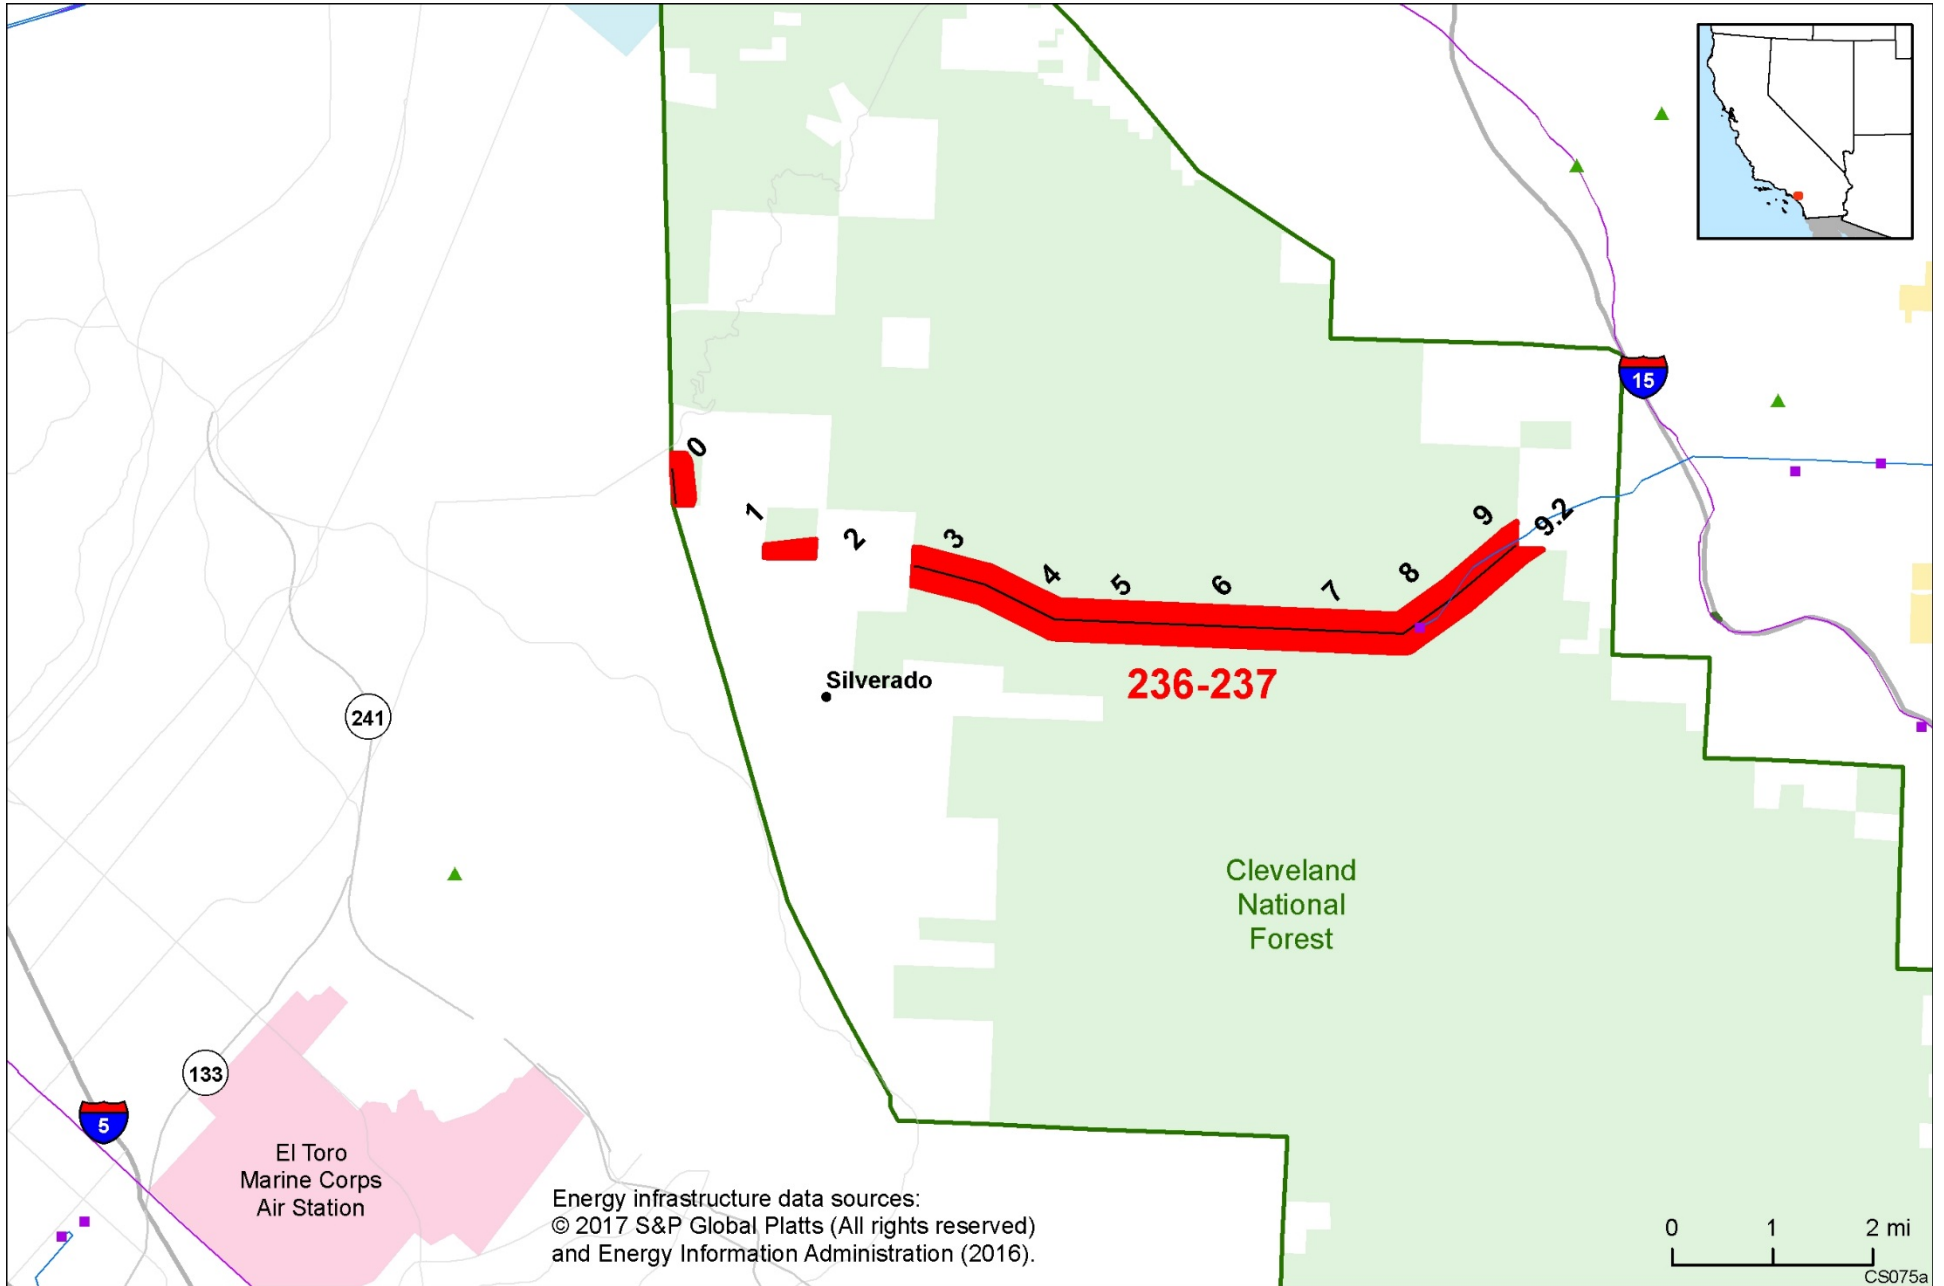 15
0
1
2
3
4
5
6
7
8
9
9.2
236-237
Silverado
241
Cleveland
National
Forest
133
5
El Toro
Marine Corps
Air Station
Energy infrastructure data sources:
© 2017 S&P Global Platts (All rights reserved)
and Energy Information Administration (2016).
0 1 2 mi
CS075a